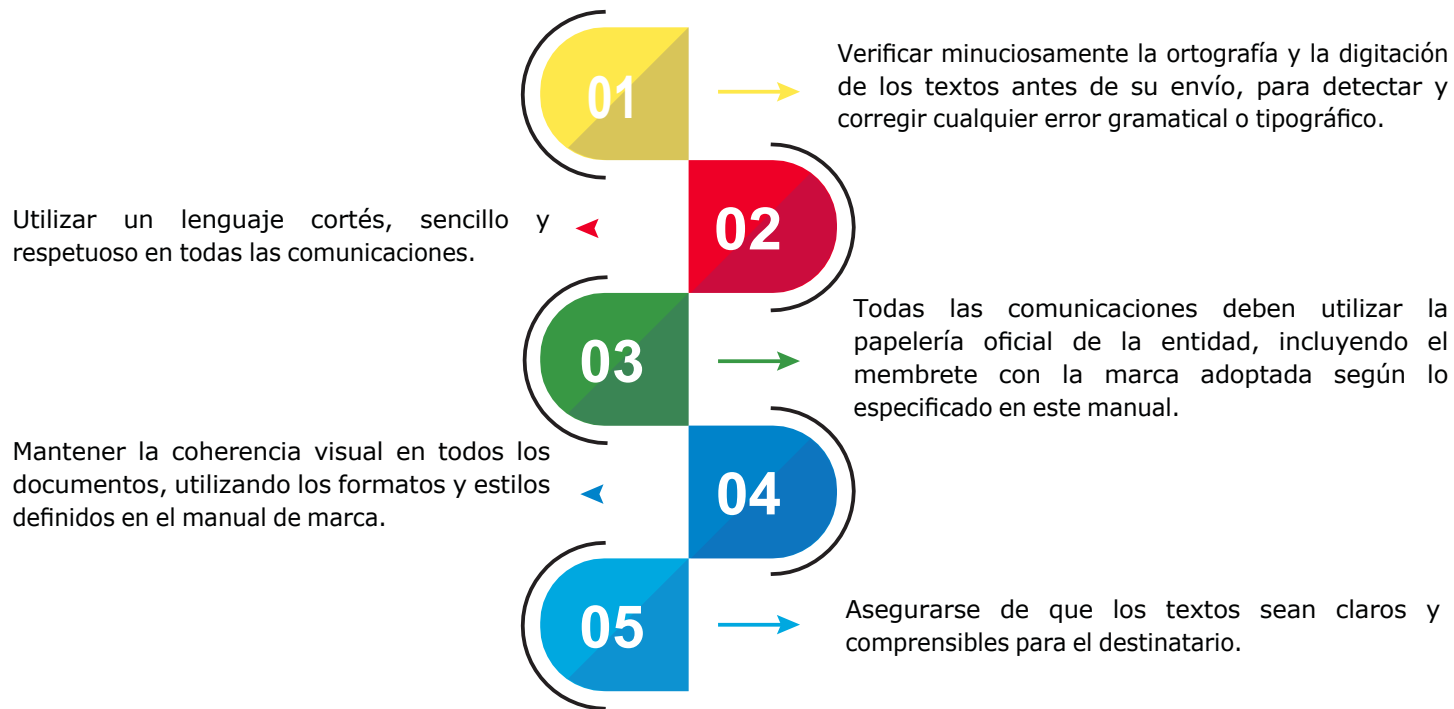 01
Verificar minuciosamente la ortografía y la digitación
de los textos antes de su envío, para detectar y
corregir cualquier error gramatical o tipográfico.
Utilizar un lenguaje cortés, sencillo y
respetuoso en todas las comunicaciones.
02
03
Todas las comunicaciones deben utilizar la
papelería oficial de la entidad, incluyendo el
membrete con la marca adoptada según lo
especificado en este manual.
Mantener la coherencia visual en todos los
documentos, utilizando los formatos y estilos
definidos en el manual de marca.
04
05
Asegurarse de que los textos sean claros y
comprensibles para el destinatario.